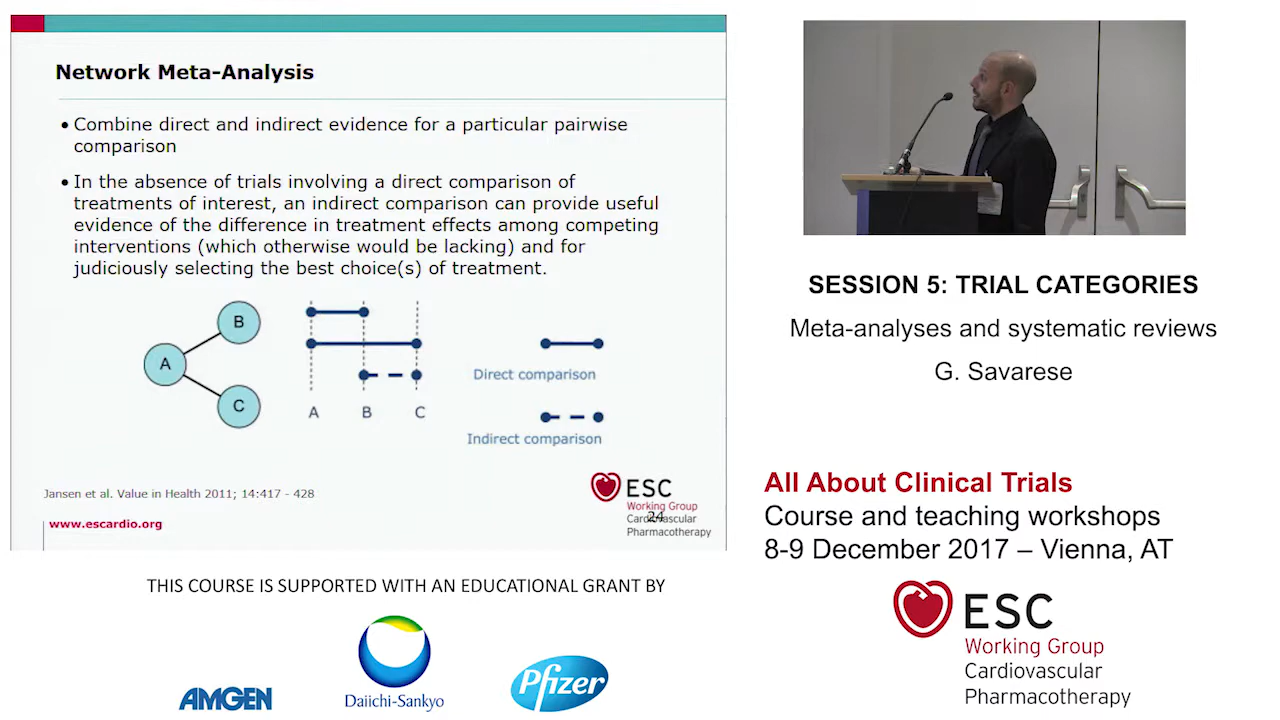 Network Meta-Analysis
• Combine direct and indirect evidence for a particular pairwise
comparison
• In the absence of trials involving a direct comparison of
treatments of interest, an indirect comparison can provide useful
evidence of the difference in treatment effects among competing
interventions (which otherwise would be lacking) and for
judiciously selecting the best choice(s) of treatment.
B
A
C
A B C
Direct comparison
Indirect comparison
Jansen et al. Value in Health 2011; 14:417 - 428
www.escardio.org
ESC
Working Group
Cardiovascular
Pharmacotherapy
24
SESSION 5: TRIAL CATEGORIES
Meta-analyses and systematic reviews
G. Savarese
All About Clinical Trials
Course and teaching workshops
8-9 December 2017 – Vienna, AT
ESC
Working Group
Cardiovascular
Pharmacotherapy
THIS COURSE IS SUPPORTED WITH AN EDUCATIONAL GRANT BY
AMGEN
Daiichi-Sankyo
Pfizer